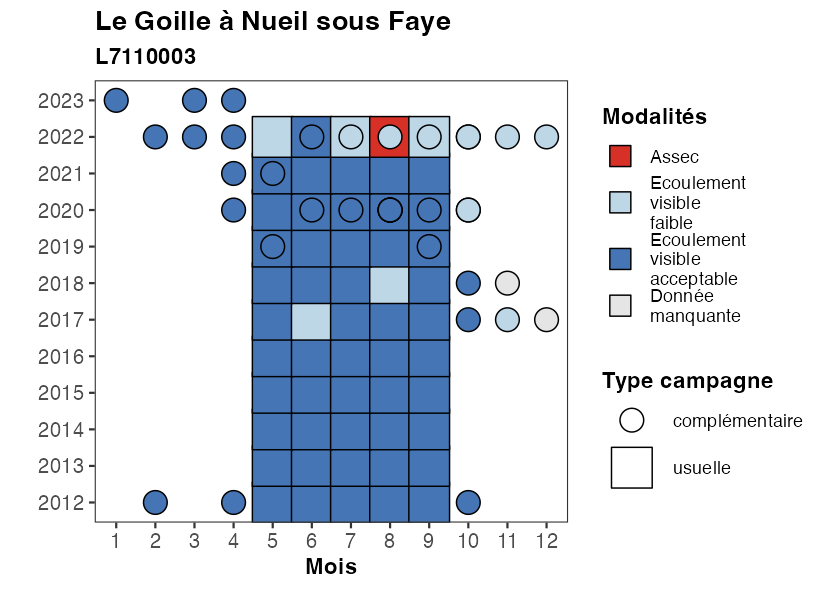 Le Goille à Nueil sous Faye
L7110003
2023
2022
2021
2020
2019
2018
2017
2016
2015
2014
2013
2012
1 2 3 4 5 6 7 8 9 10 11 12
Mois
Modalités
Assec
Ecoulement
visible
faible
Ecoulement
visible
acceptable
Donnée
manquante
Type campagne
complémentaire
usuelle